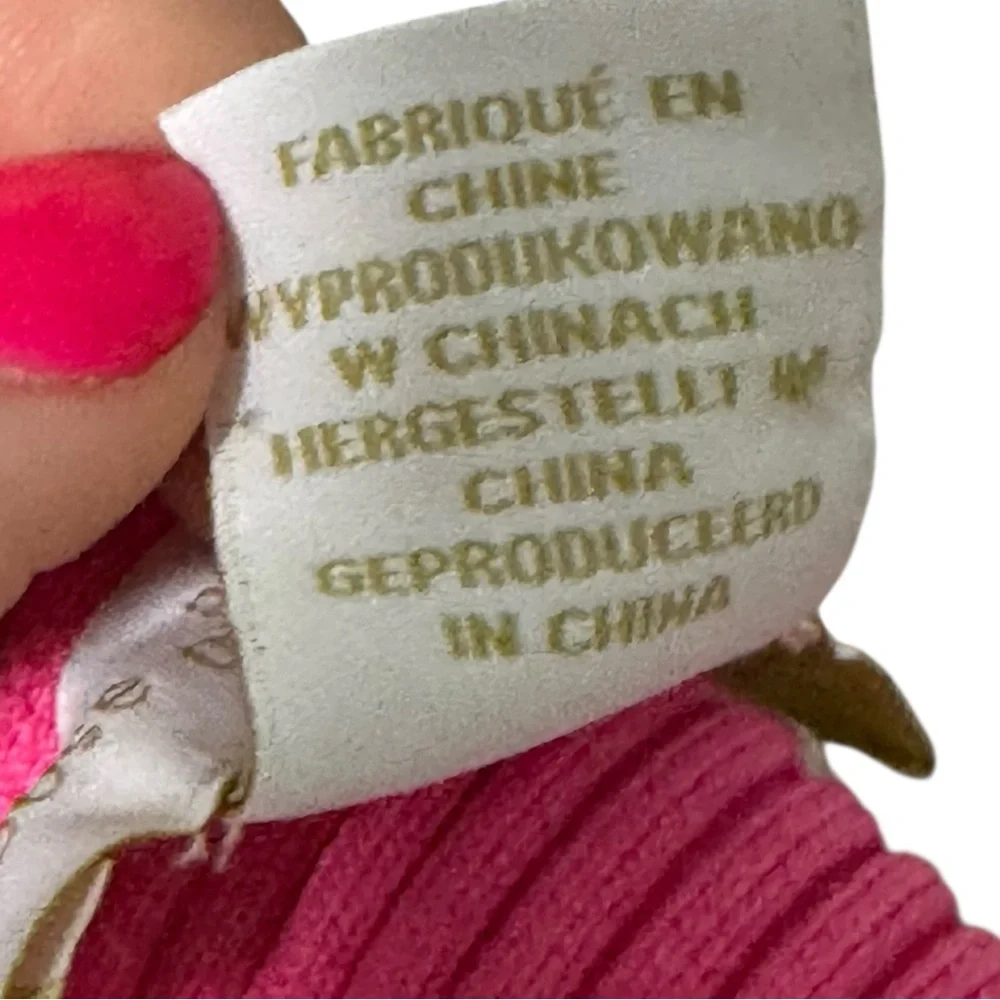 FABRIQUÉ EN
CHINE
WYPRODUKOWANO
W CHINACH
HERGESTELLT IN
CHINA
GEPRODUCEERD
IN CHINA